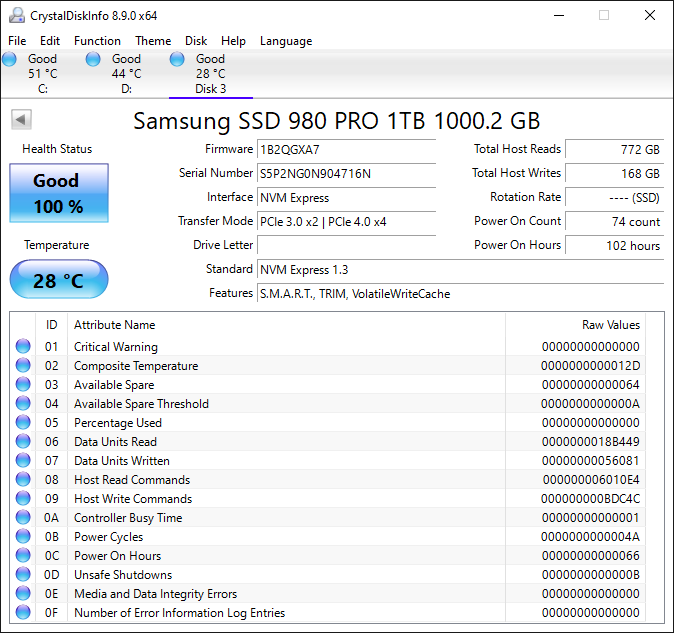 CrystalDiskInfo 8.9.0 x64
File Edit Function Theme Disk Help Language
Good Good Good
51 °C 44 °C 28 °C
C: D: Disk 3
Samsung SSD 980 PRO 1TB 1000.2 GB
Health Status
Good
100 %
Temperature
28 °C
Firmware 1B2QGXA7
Serial Number S5P2NG0N904716N
Interface NVM Express
Transfer Mode PCIe 3.0 x2 | PCIe 4.0 x4
Drive Letter
Standard NVM Express 1.3
Features S.M.A.R.T., TRIM, VolatileWriteCache
Total Host Reads 772 GB
Total Host Writes 168 GB
Rotation Rate ---- (SSD)
Power On Count 74 count
Power On Hours 102 hours
ID Attribute Name Raw Values
01 Critical Warning 00000000000000
02 Composite Temperature 0000000000012D
03 Available Spare 00000000000064
04 Available Spare Threshold 0000000000000A
05 Percentage Used 00000000000000
06 Data Units Read 0000000018B449
07 Data Units Written 00000000056081
08 Host Read Commands 000000006010E4
09 Host Write Commands 000000000BDC4C
0A Controller Busy Time 00000000000001
0B Power Cycles 0000000000004A
0C Power On Hours 00000000000066
0D Unsafe Shutdowns 0000000000000B
0E Media and Data Integrity Errors 00000000000000
0F Number of Error Information Log Entries 00000000000000